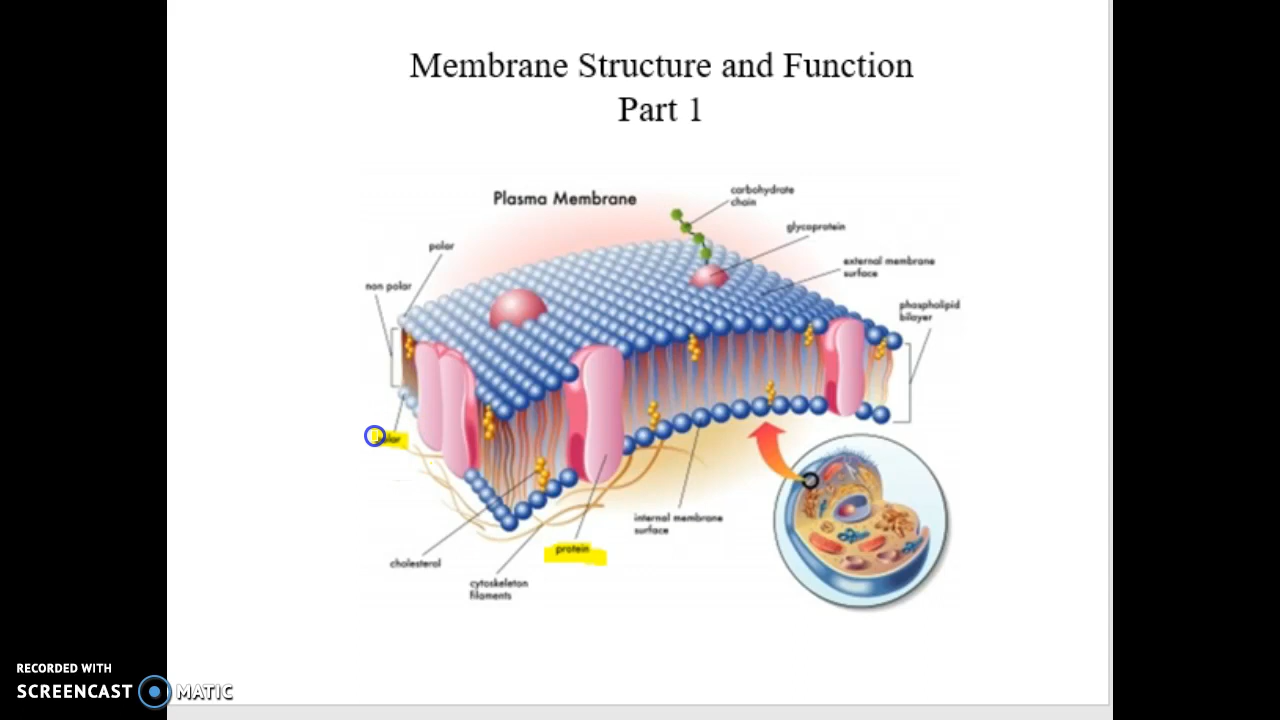 Membrane Structure and Function
Part 1
Plasma Membrane
carbohydrate
chain
glycoprotein
polar
external membrane
surface
non polar
phospholipid
bilayer
polar
internal membrane
surface
protein
cholesterol
cytoskeleton
filaments
RECORDED WITH
SCREENCAST MATIC